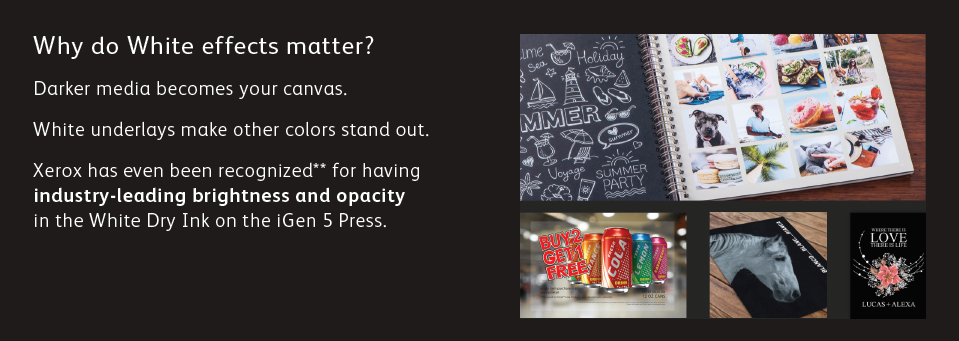 Why do White effects matter?
Darker media becomes your canvas.
White underlays make other colors stand out.
Xerox has even been recognized** for having
industry-leading brightness and opacity
in the White Dry Ink on the iGen 5 Press.
Sea
Holiday
MMER
summer
Voyage
SUMMER
PARTY
BUY 2
GET 1
FREE
COLA
LEMON
WHERE THERE IS
LOVE
THERE IS LIFE
LUCAS + ALEXA